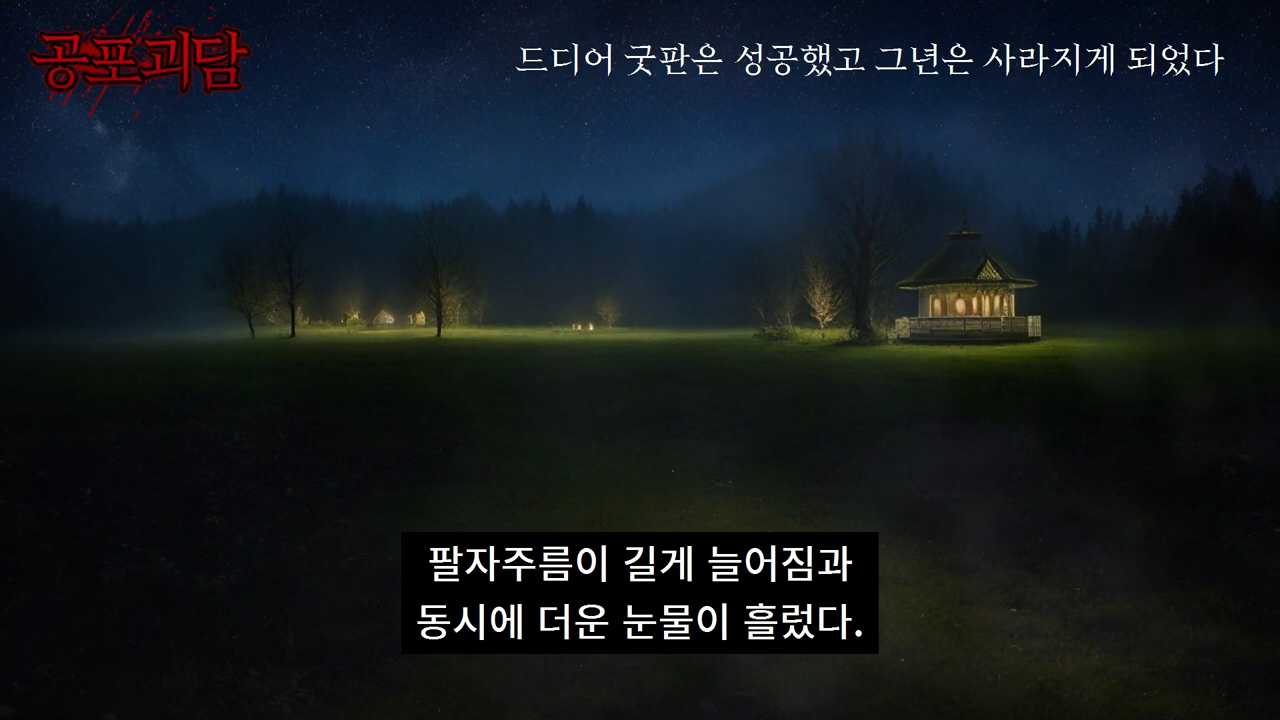 공포괴담
드디어 굿판은 성공했고 그년은 사라지게 되었다
팔자주름이 길게 늘어짐과
동시에 더운 눈물이 흘렀다.